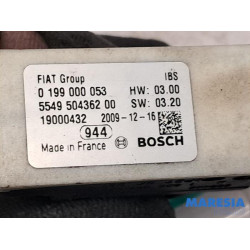 FIAT Group IBS
0 199 000 053 HW: 03.00
5549 504362 00 SW: 03.20
19000432 2009-12-16
944
Made in France BOSCH
MARESIA